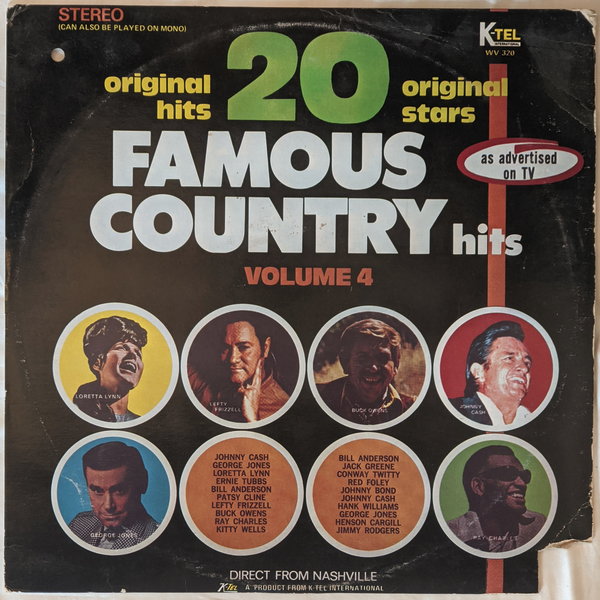 STEREO
(CAN ALSO BE PLAYED ON MONO)
K-TEL
INTERNATIONAL
WV 320
original
hits
20
original
stars
FAMOUS
COUNTRY hits
as advertised
on TV
VOLUME 4
LORETTA LYNN
LEFTY
FRIZZELL
BUCK OWENS
JOHNNY
CASH
GEORGE JONES
JOHNNY CASH
GEORGE JONES
LORETTA LYNN
ERNIE TUBBS
BILL ANDERSON
PATSY CLINE
LEFTY FRIZZELL
BUCK OWENS
RAY CHARLES
KITTY WELLS
BILL ANDERSON
JACK GREENE
CONWAY TWITTY
RED FOLEY
JOHNNY BOND
JOHNNY CASH
HANK WILLIAMS
GEORGE JONES
HENSON CARGILL
JIMMY RODGERS
RAY CHARLES
DIRECT FROM NASHVILLE
K-TEL A PRODUCT FROM K-TEL INTERNATIONAL